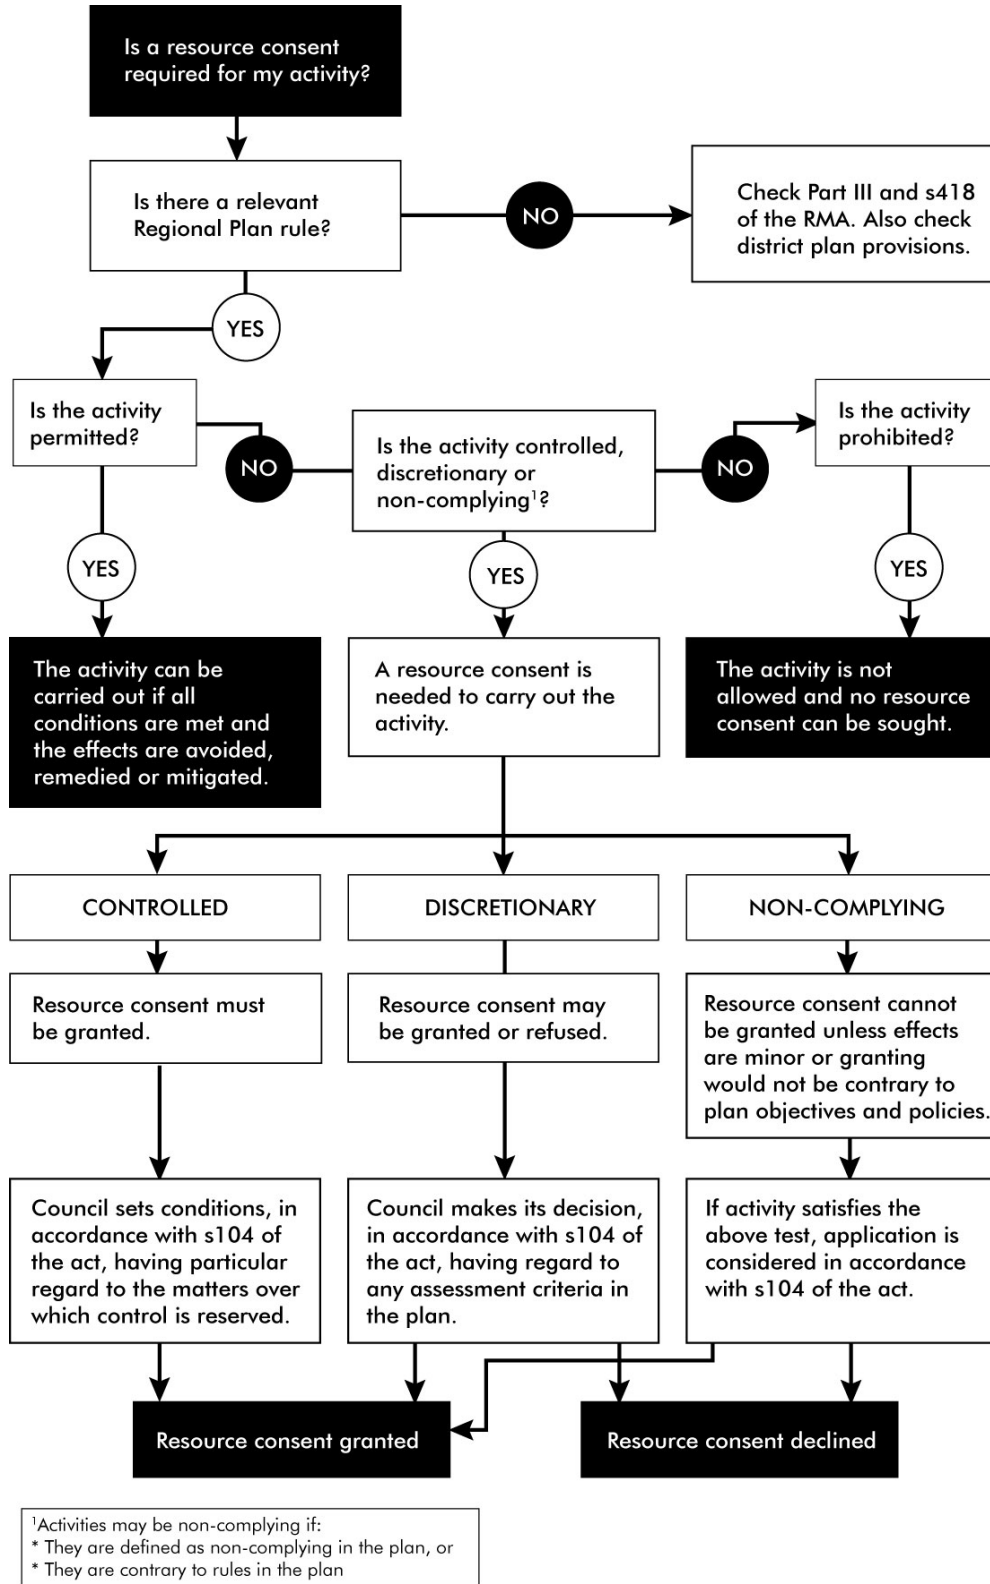 Is a resource consent
required for my activity?
Is there a relevant
Regional Plan rule?
NO
Check Part III and s418
of the RMA. Also check
district plan provisions.
YES
Is the activity
permitted?
NO
Is the activity controlled,
discretionary or
non-complying¹?
NO
Is the activity
prohibited?
YES
YES
YES
The activity can be
carried out if all
conditions are met and
the effects are avoided,
remedied or mitigated.
A resource consent is
needed to carry out the
activity.
The activity is not
allowed and no resource
consent can be sought.
CONTROLLED
DISCRETIONARY
NON-COMPLYING
Resource consent must
be granted.
Resource consent may
be granted or refused.
Resource consent cannot
be granted unless effects
are minor or granting
would not be contrary to
plan objectives and policies.
Council sets conditions, in
accordance with s104 of
the act, having particular
regard to the matters over
which control is reserved.
Council makes its decision,
in accordance with s104 of
the act, having regard to
any assessment criteria in
the plan.
If activity satisfies the
above test, application is
considered in accordance
with s104 of the act.
Resource consent granted
Resource consent declined
¹Activities may be non-complying if:
* They are defined as non-complying in the plan, or
* They are contrary to rules in the plan